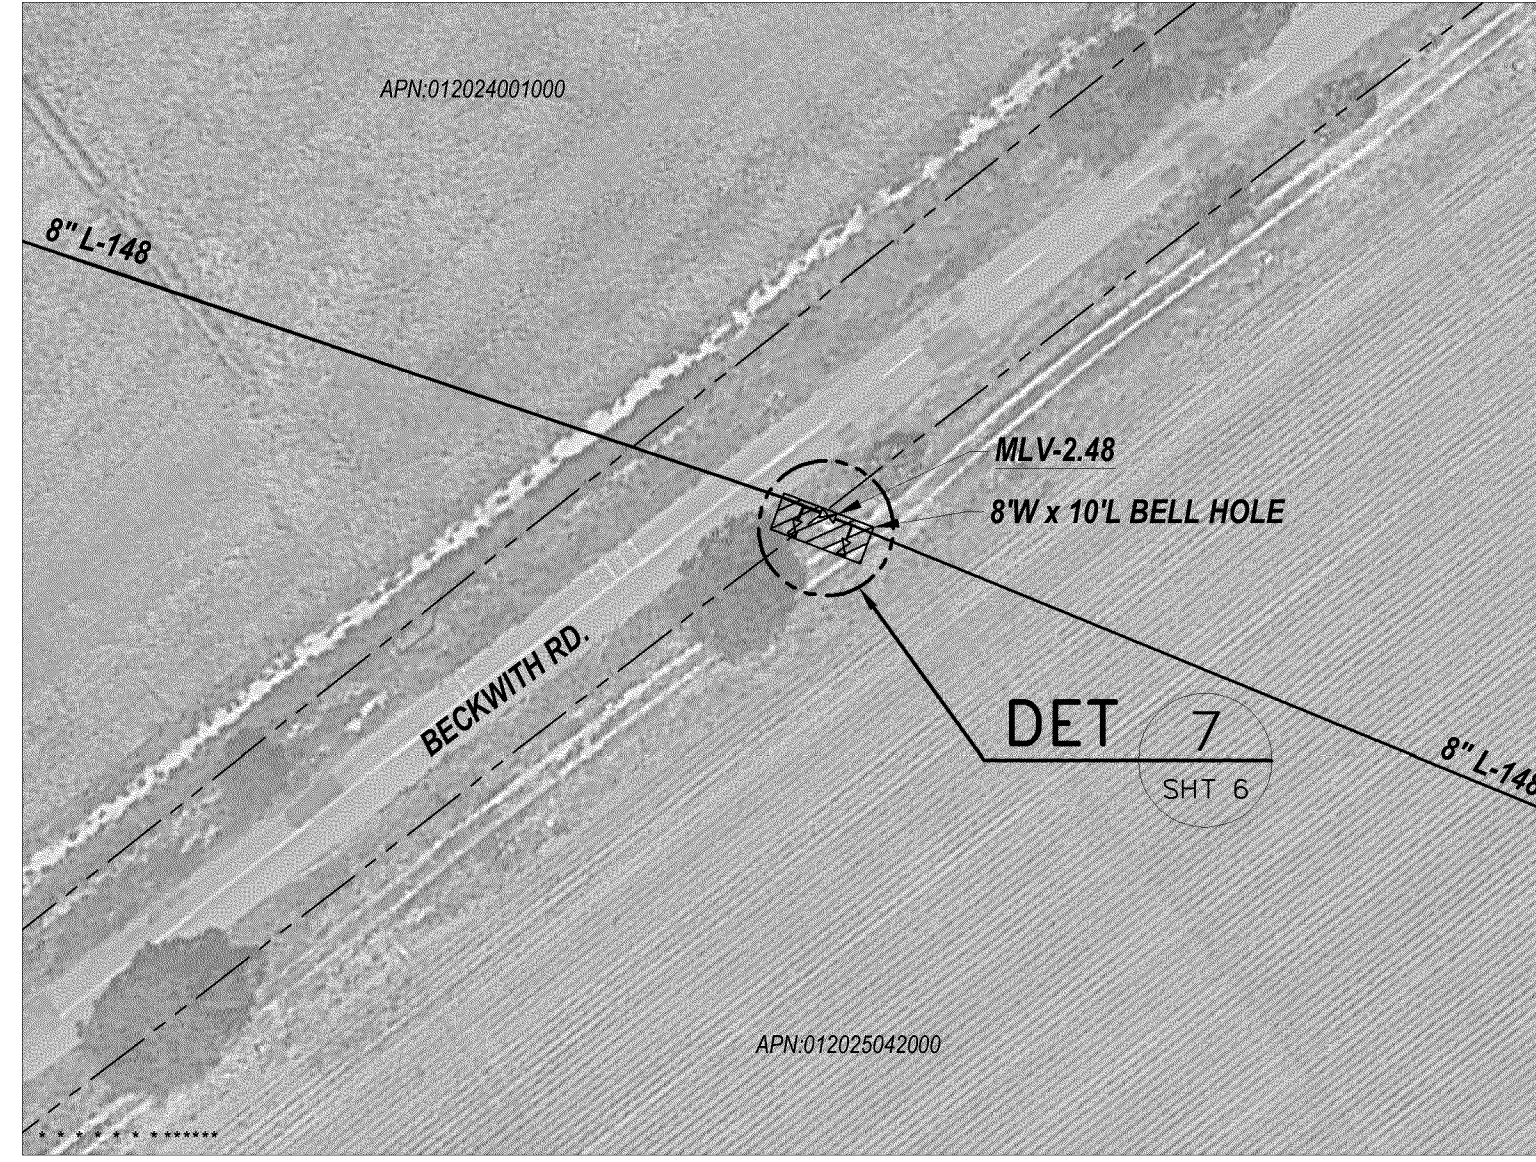 APN:012024001000
8" L-148
MLV-2.48
8'W x 10'L BELL HOLE
BECKWITH RD.
DET 7
SHT 6
8" L-148
APN:012025042000
* * * * * * * ******